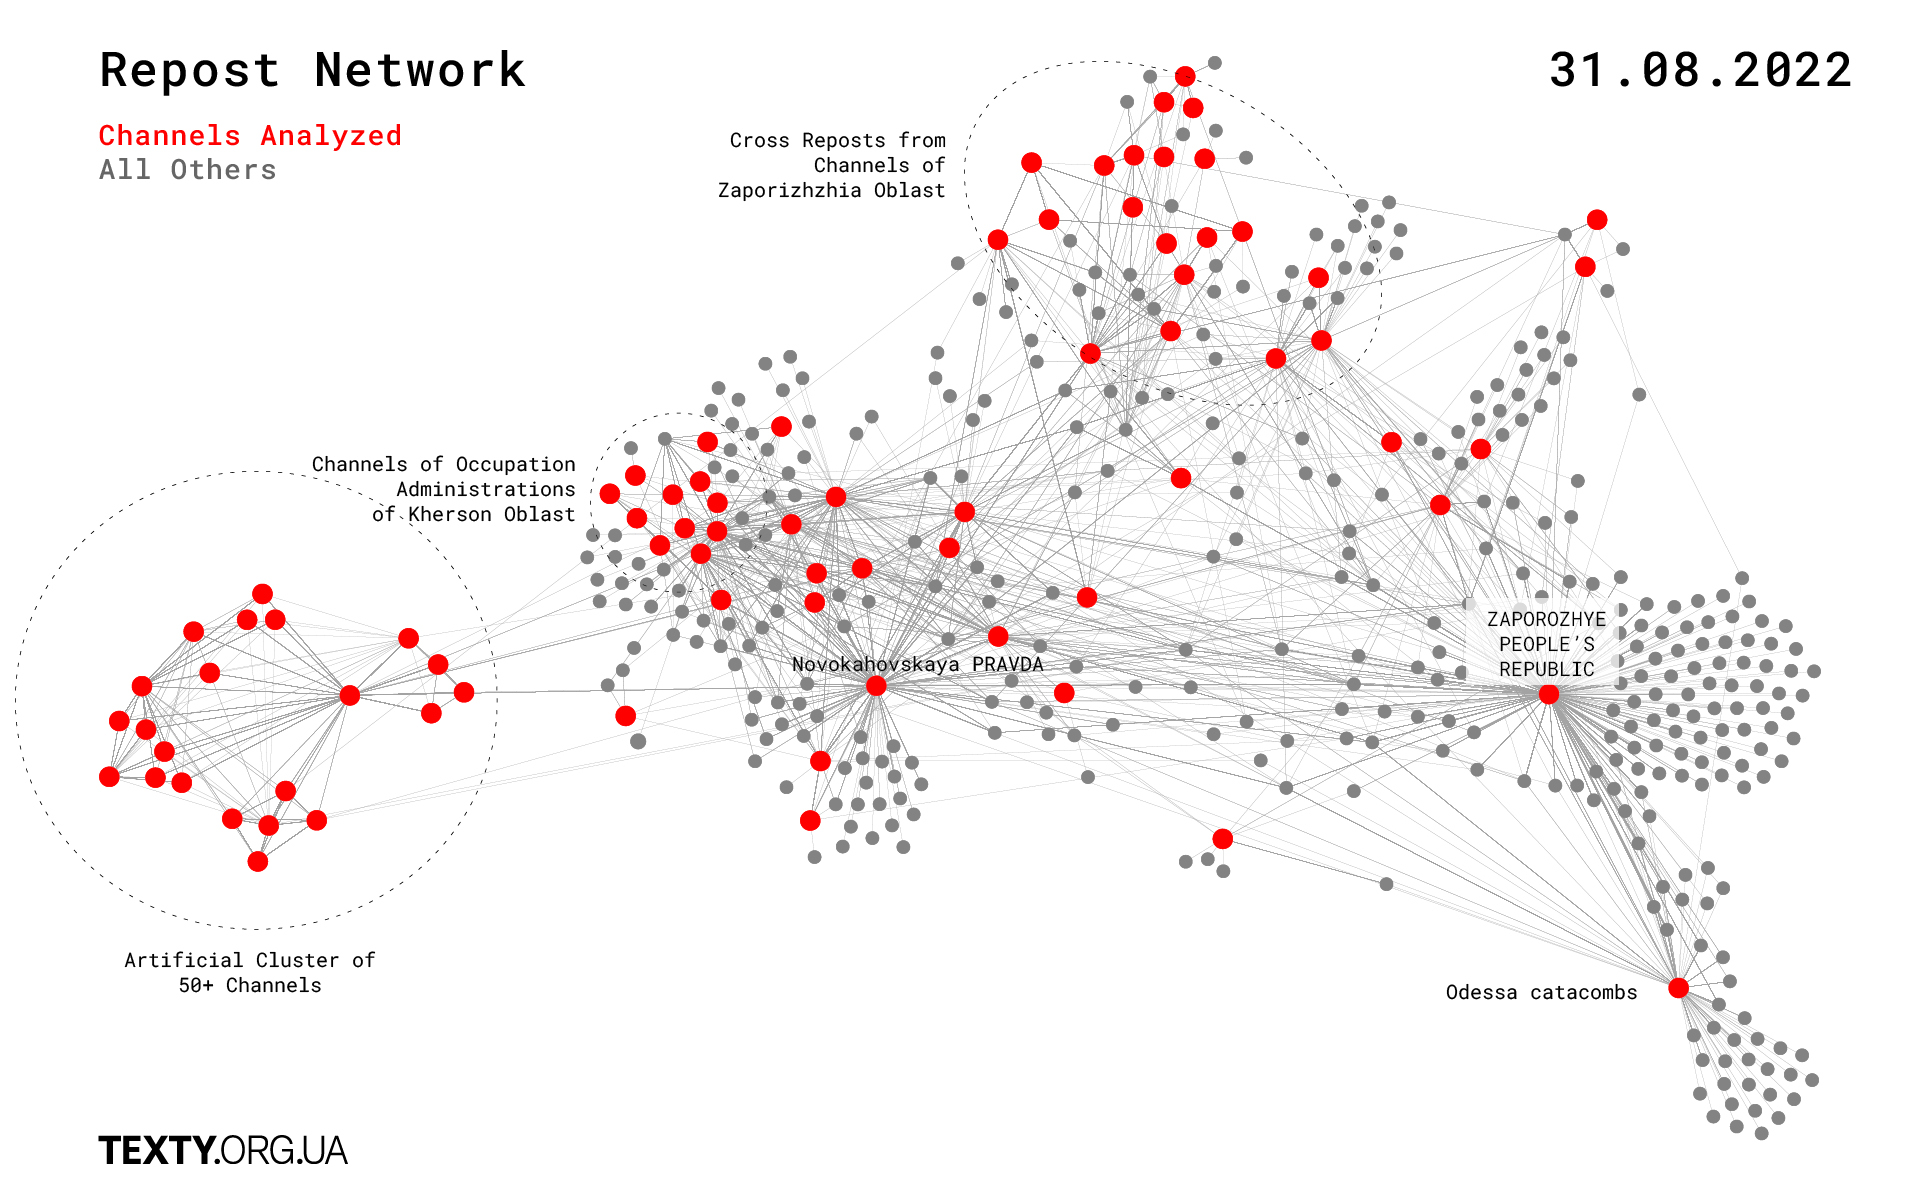 Repost Network
31.08.2022
Channels Analyzed
All Others
Cross Reposts from
Channels of
Zaporizhzhia Oblast
Channels of Occupation
Administrations
of Kherson Oblast
ZAPOROZHYE
PEOPLE’S
REPUBLIC
Novokahovskaya PRAVDA
Artificial Cluster of
50+ Channels
Odessa catacombs
TEXTY.ORG.UA